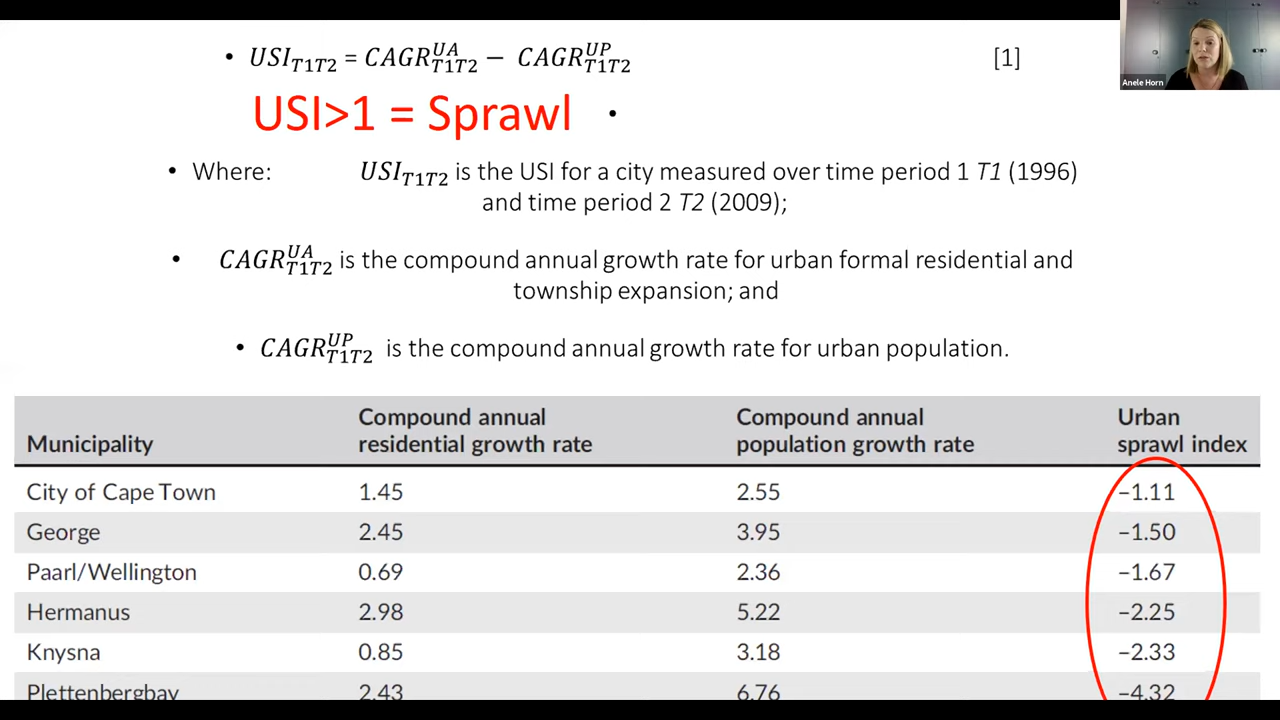 • USI_T1T2 = CAGR^UA_T1T2 − CAGR^UP_T1T2 [1]
Anele Horn
USI>1 = Sprawl •
• Where: USI_T1T2 is the USI for a city measured over time period 1 T1 (1996)
and time period 2 T2 (2009);
• CAGR^UA_T1T2 is the compound annual growth rate for urban formal residential and
township expansion; and
• CAGR^UP_T1T2 is the compound annual growth rate for urban population.
Municipality Compound annual residential growth rate Compound annual population growth rate Urban sprawl index
City of Cape Town 1.45 2.55 –1.11
George 2.45 3.95 –1.50
Paarl/Wellington 0.69 2.36 –1.67
Hermanus 2.98 5.22 –2.25
Knysna 0.85 3.18 –2.33
Plettenbergbay 2.43 6.76 –4.32